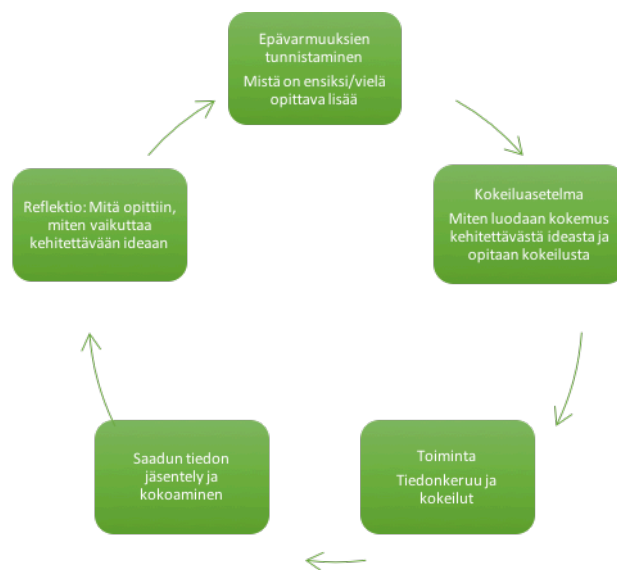 Epävarmuuksien
tunnistaminen
Mistä on ensiksi/vielä
opittava lisää
Kokeiluasetelma
Miten luodaan kokemus
kehitettävästä ideasta ja
opitaan kokeilusta
Toiminta
Tiedonkeruu ja
kokeilut
Saadun tiedon
jäsentely ja
kokoaminen
Reflektio: Mitä opittiin,
miten vaikuttaa
kehitettävään ideaan